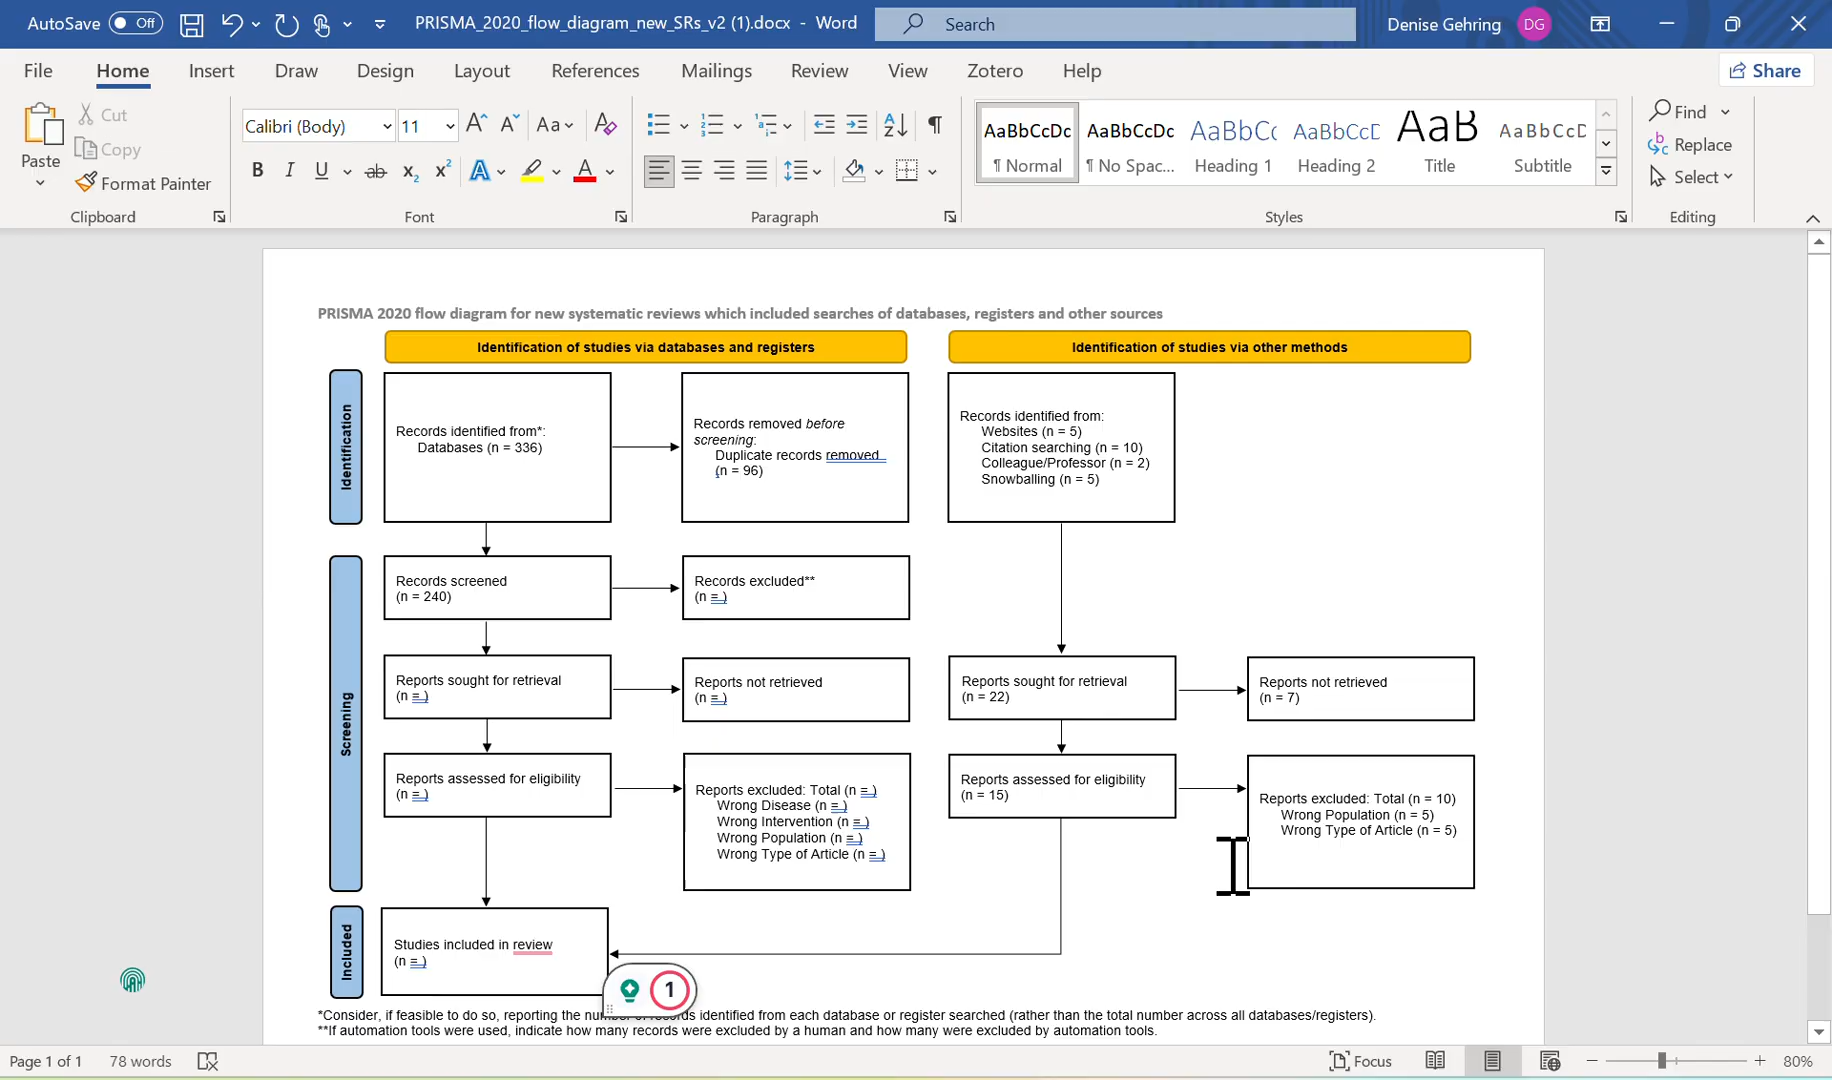 AutoSave Off PRISMA_2020_flow_diagram_new_SRs_v2 (1).docx - Word Search Denise Gehring DG
File Home Insert Draw Design Layout References Mailings Review View Zotero Help Share
Paste
Cut
Copy
Format Painter
Clipboard
Calibri (Body) 11
Font
Paragraph
AaBbCcDc AaBbCcDc AaBbCc AaBbCcD AaB AaBbCcD
¶ Normal ¶ No Spac... Heading 1 Heading 2 Title Subtitle
Styles
Find
Replace
Select
Editing
PRISMA 2020 flow diagram for new systematic reviews which included searches of databases, registers and other sources
Identification of studies via databases and registers
Identification of studies via other methods
Identification
Records identified from*:
Databases (n = 336)
Records removed before
screening:
Duplicate records removed
(n = 96)
Records identified from:
Websites (n = 5)
Citation searching (n = 10)
Colleague/Professor (n = 2)
Snowballing (n = 5)
Screening
Records screened
(n = 240)
Records excluded**
(n = )
Reports sought for retrieval
(n = )
Reports not retrieved
(n = )
Reports sought for retrieval
(n = 22)
Reports not retrieved
(n = 7)
Reports assessed for eligibility
(n = )
Reports excluded: Total (n = )
Wrong Disease (n = )
Wrong Intervention (n = )
Wrong Population (n = )
Wrong Type of Article (n = )
Reports assessed for eligibility
(n = 15)
Reports excluded: Total (n = 10)
Wrong Population (n = 5)
Wrong Type of Article (n = 5)
Included
Studies included in review
(n = )
1
*Consider, if feasible to do so, reporting the number of records identified from each database or register searched (rather than the total number across all databases/registers).
**If automation tools were used, indicate how many records were excluded by a human and how many were excluded by automation tools.
Page 1 of 1 78 words Focus 80%